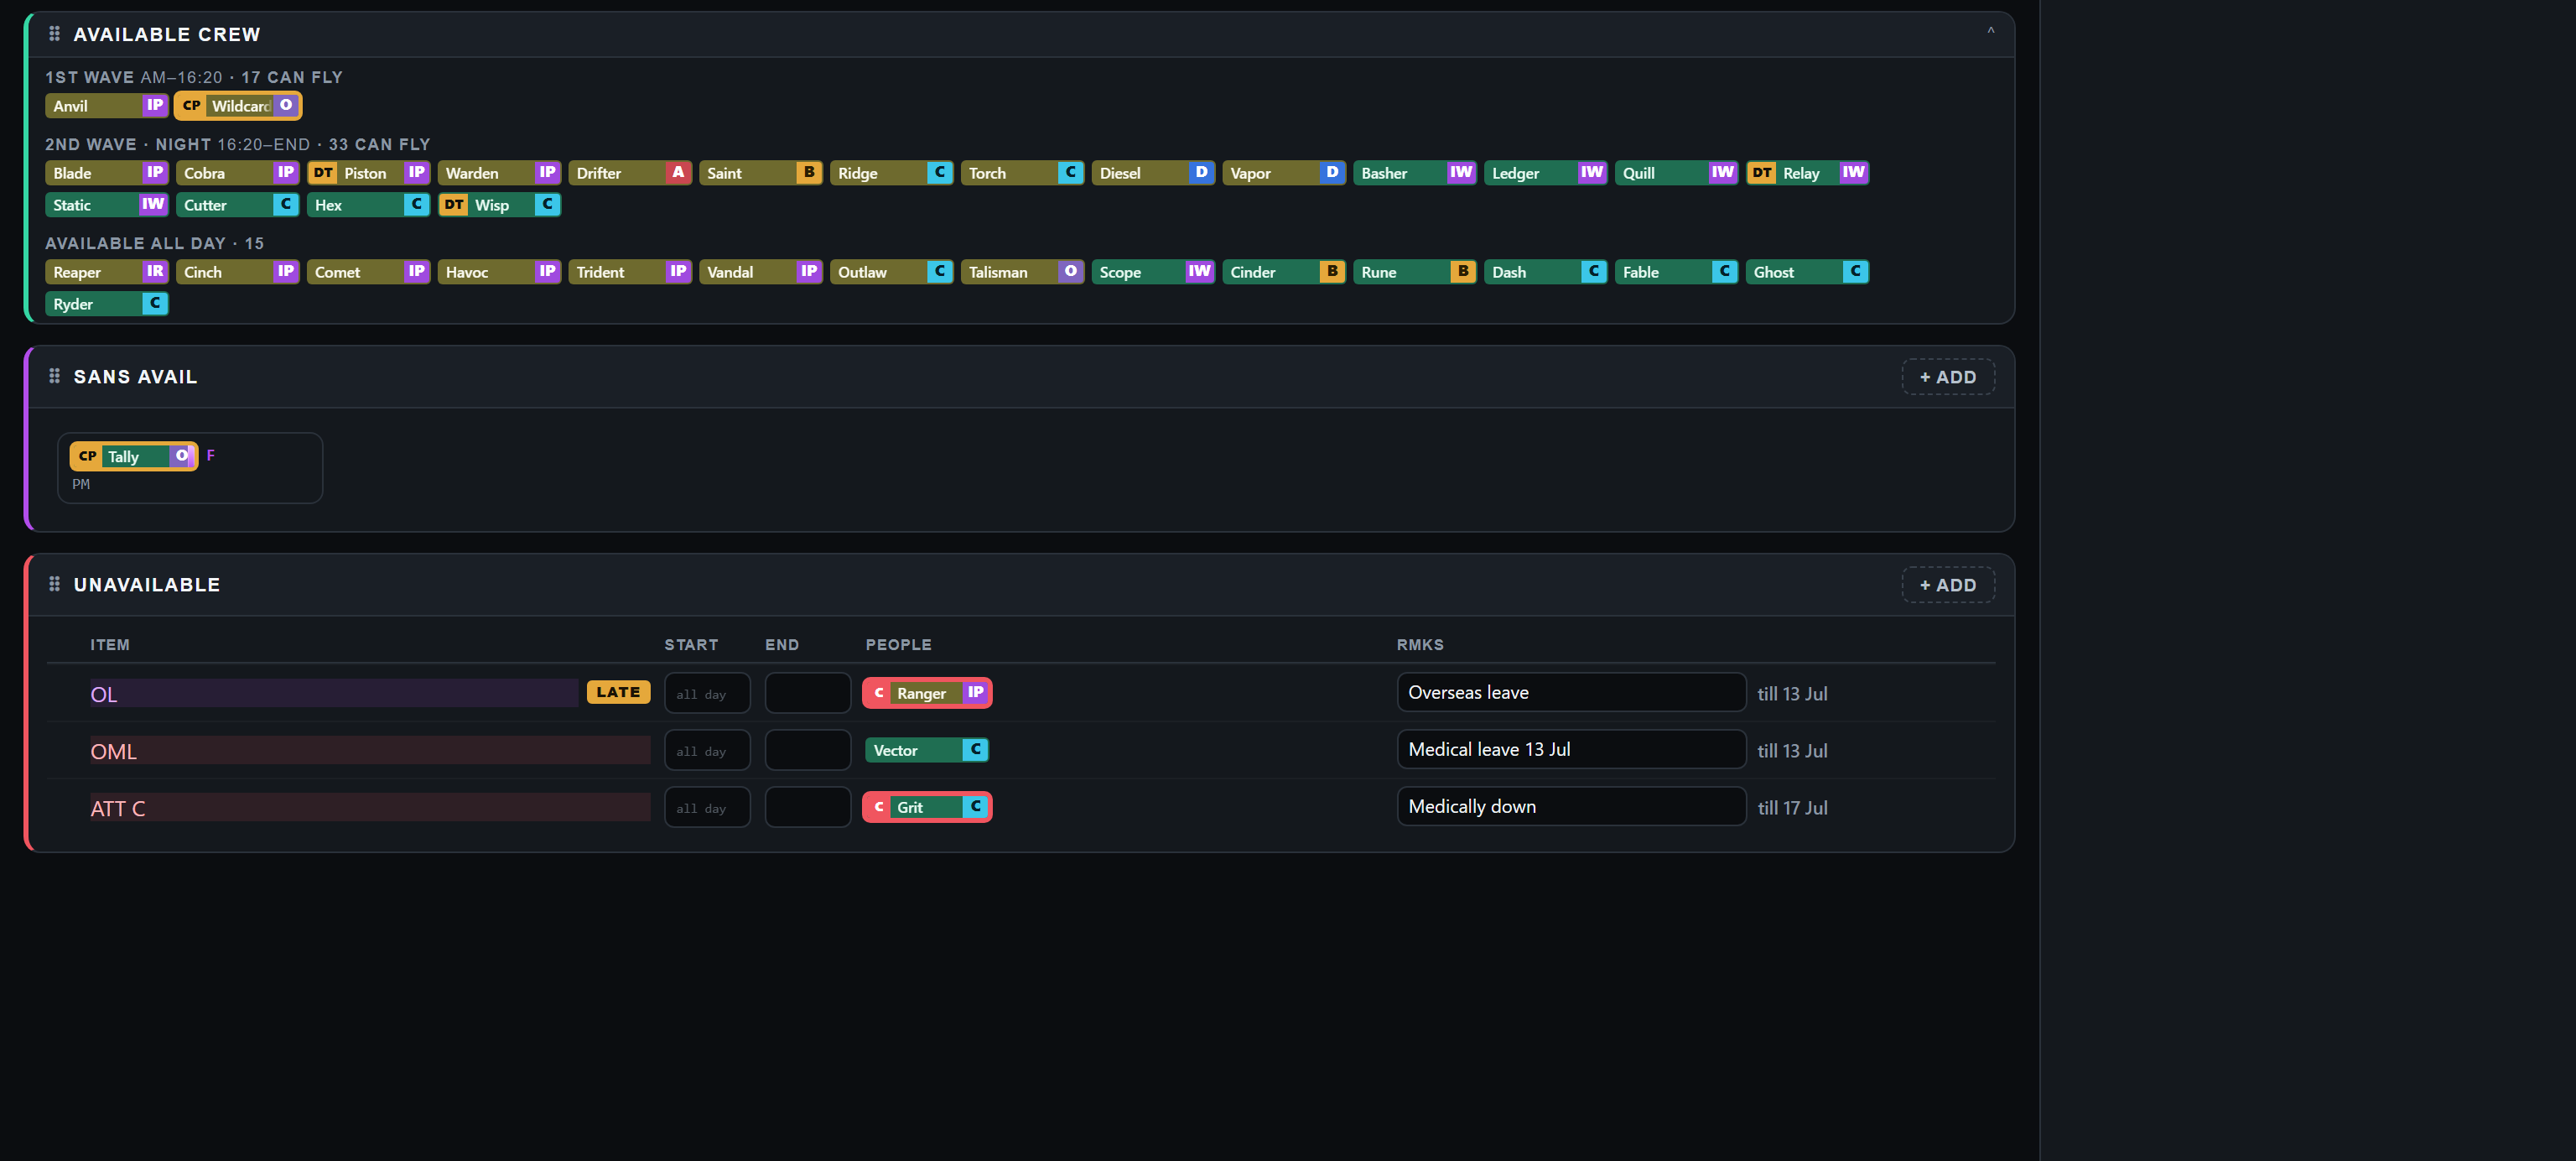 AVAILABLE CREW ^
1ST WAVE AM–16:20 · 17 CAN FLY
Anvil IP CP Wildcard O
2ND WAVE · NIGHT 16:20–END · 33 CAN FLY
Blade IP Cobra IP DT Piston IP Warden IP Drifter A Saint B Ridge C Torch C Diesel D Vapor D Basher IW Ledger IW Quill IW DT Relay IW
Static IW Cutter C Hex C DT Wisp C
AVAILABLE ALL DAY · 15
Reaper IR Cinch IP Comet IP Havoc IP Trident IP Vandal IP Outlaw C Talisman O Scope IW Cinder B Rune B Dash C Fable C Ghost C
Ryder C
SANS AVAIL + ADD
CP Tally O F
PM
UNAVAILABLE + ADD
ITEM START END PEOPLE RMKS
OL LATE all day C Ranger IP Overseas leave till 13 Jul
OML all day Vector C Medical leave 13 Jul till 13 Jul
ATT C all day C Grit C Medically down till 17 Jul